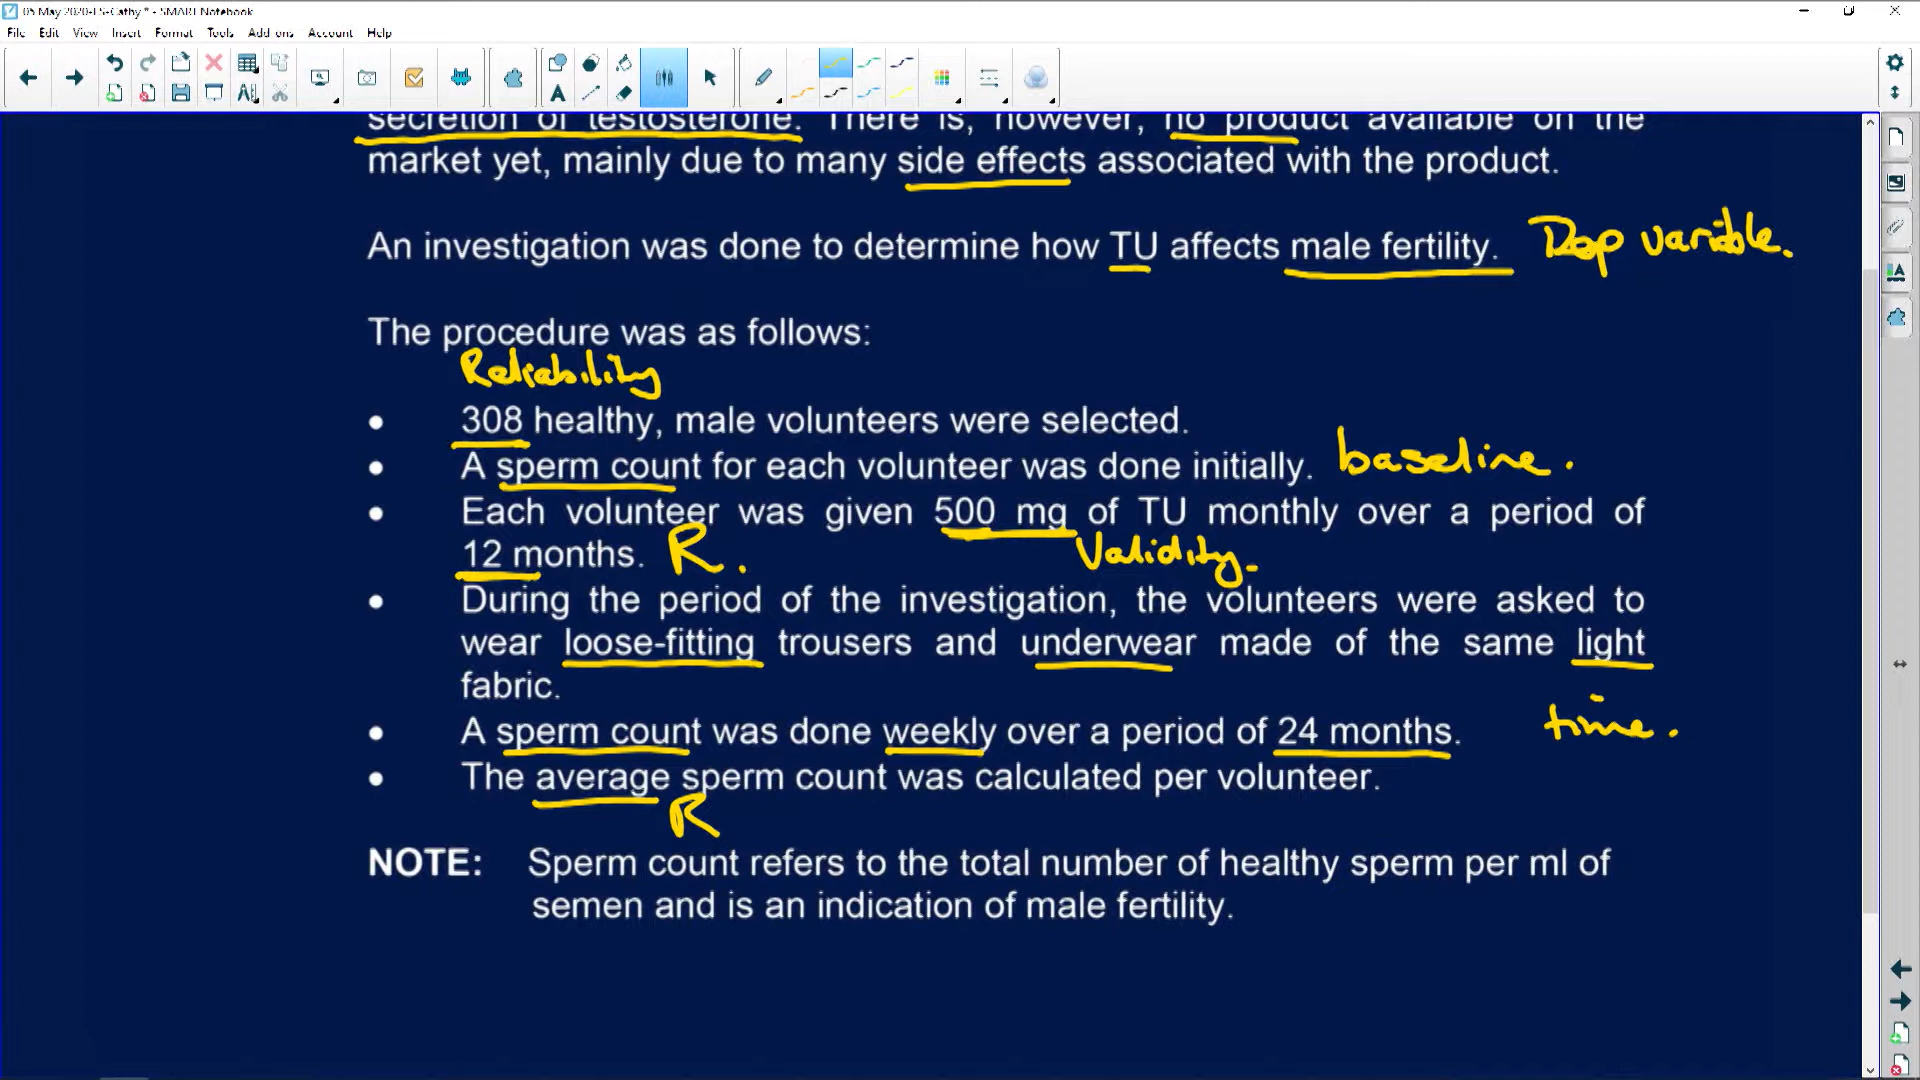 05 May 2020-LS-Cathy * - SMART Notebook
File Edit View Insert Format Tools Add-ons Account Help
secretion of testosterone. There is, however, no product available on the
market yet, mainly due to many side effects associated with the product.
An investigation was done to determine how TU affects male fertility. Dep variable.
The procedure was as follows:
Reliability
• 308 healthy, male volunteers were selected.
• A sperm count for each volunteer was done initially. baseline.
• Each volunteer was given 500 mg of TU monthly over a period of
12 months. R. Validity.
• During the period of the investigation, the volunteers were asked to
wear loose-fitting trousers and underwear made of the same light
fabric.
time.
• A sperm count was done weekly over a period of 24 months.
• The average sperm count was calculated per volunteer.
R
NOTE: Sperm count refers to the total number of healthy sperm per ml of
semen and is an indication of male fertility.